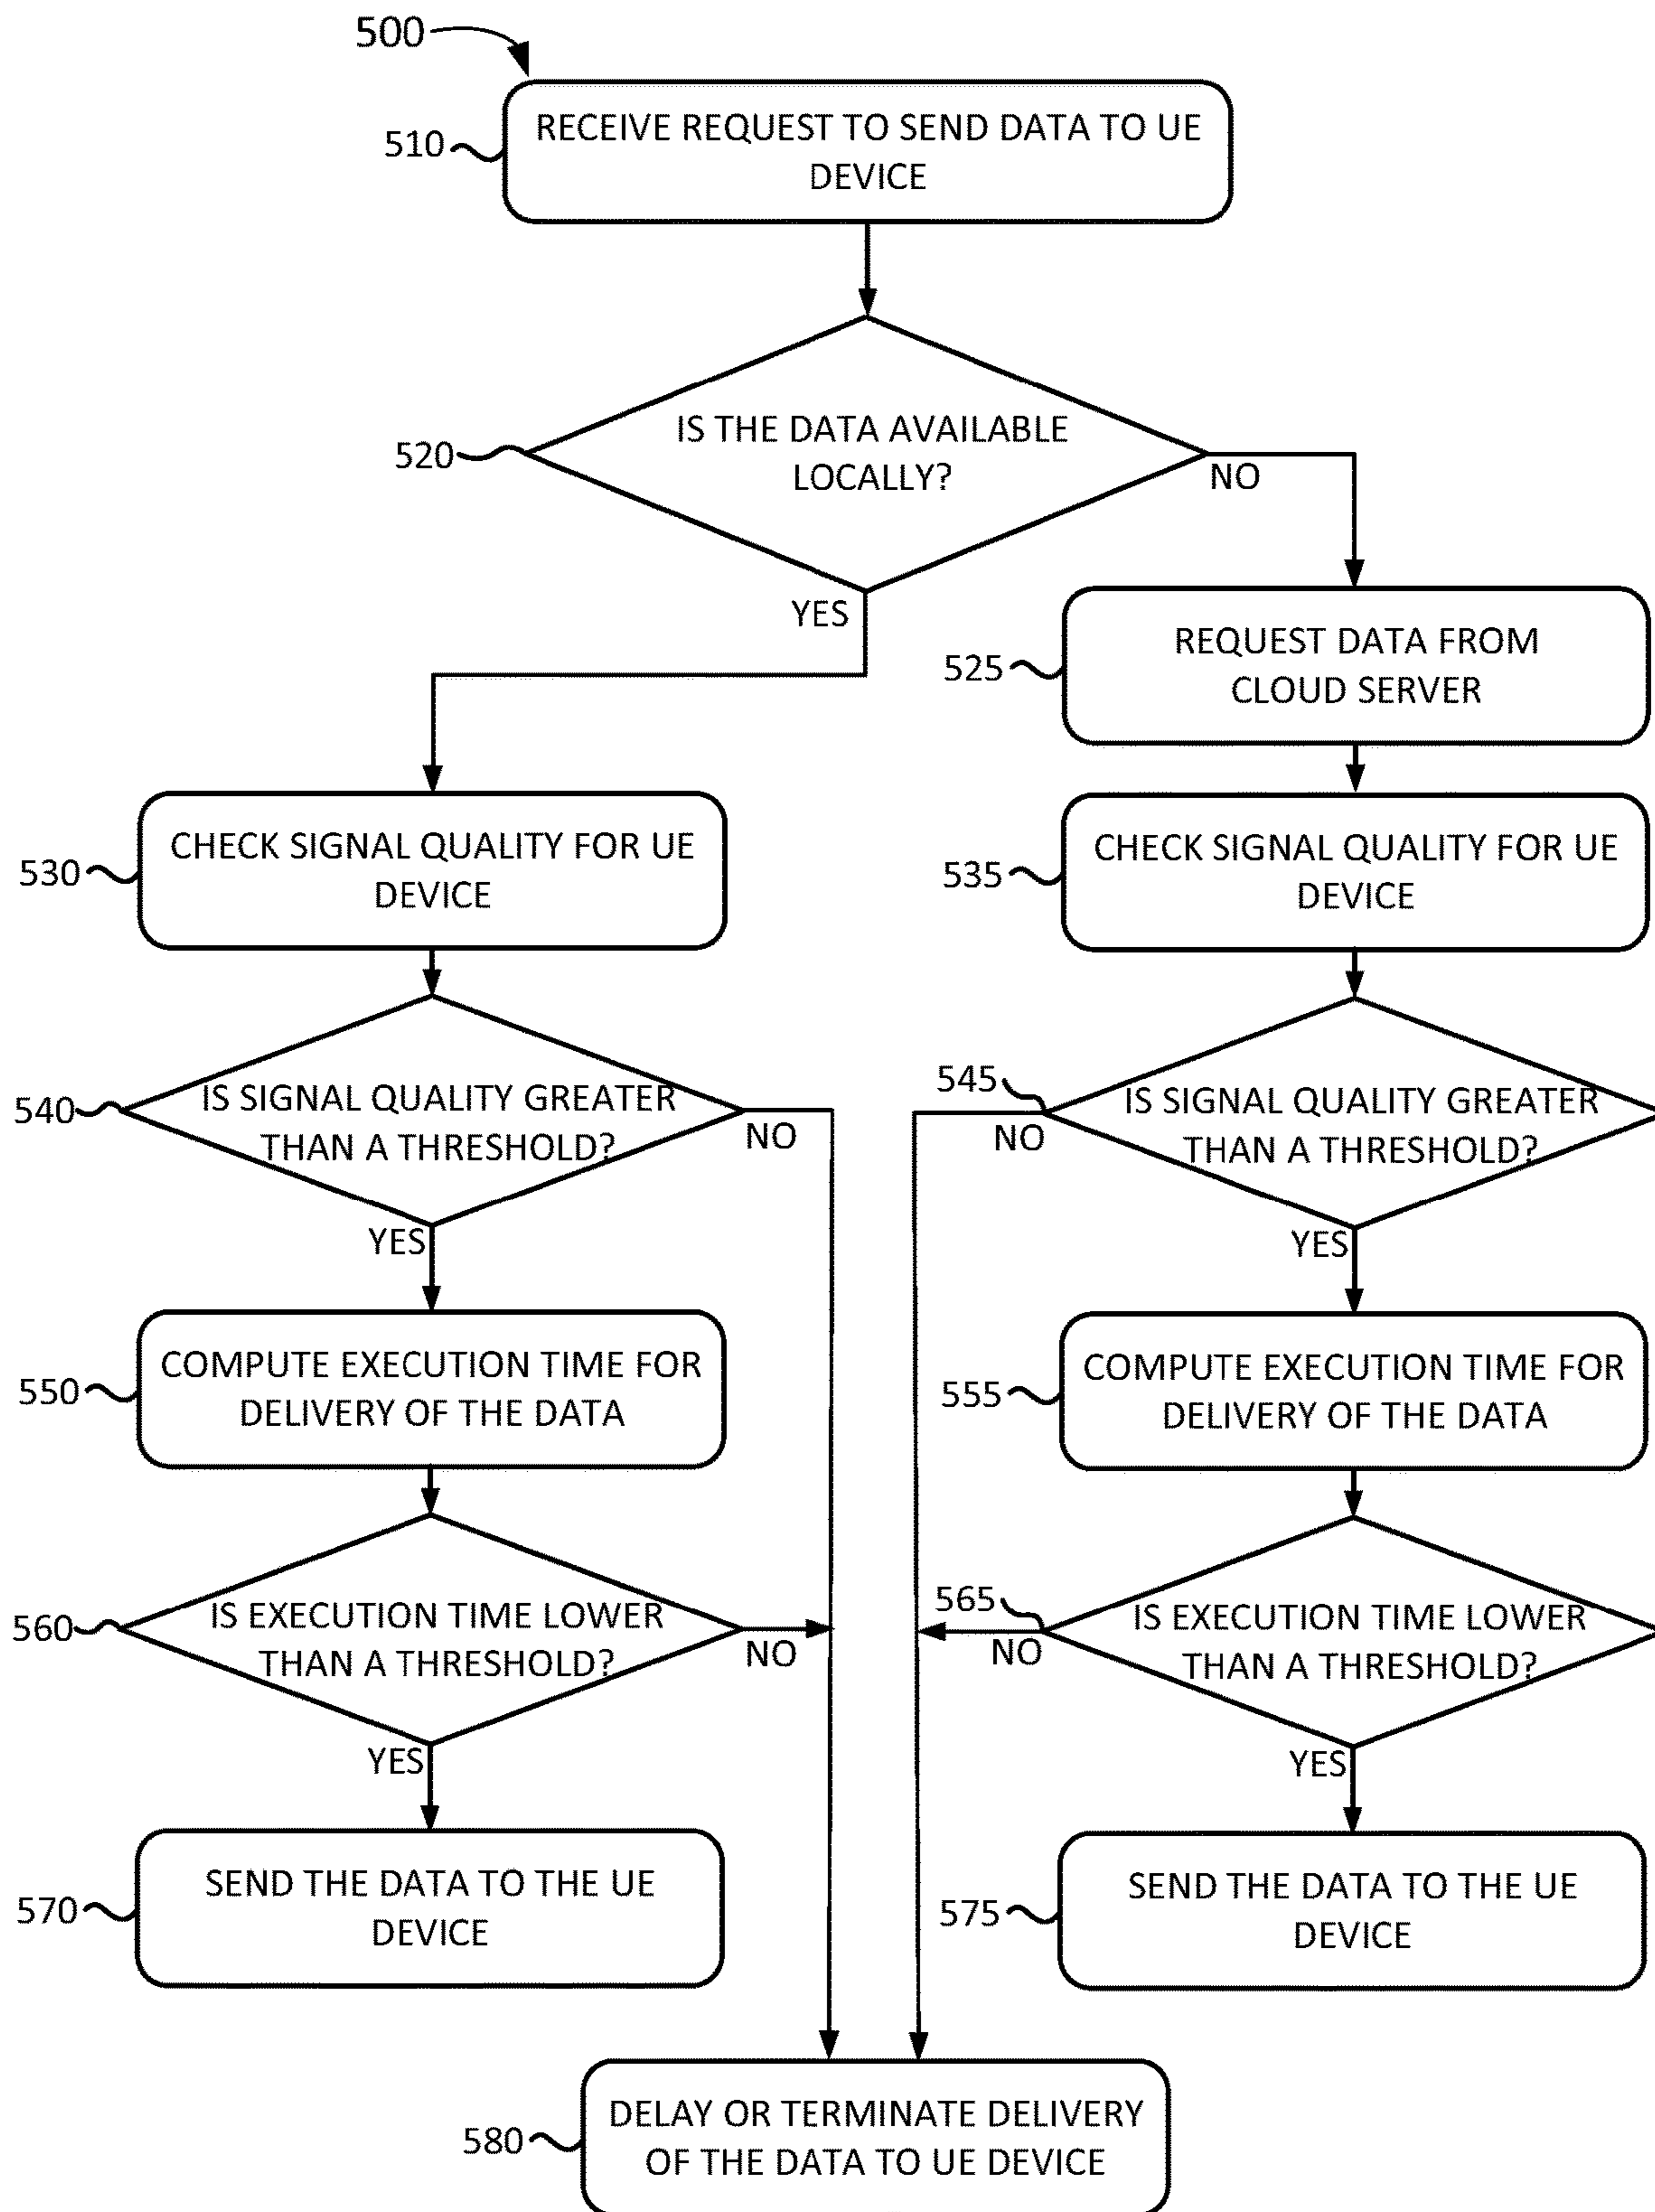 500
510
RECEIVE REQUEST TO SEND DATA TO UE
DEVICE
520
IS THE DATA AVAILABLE
LOCALLY?
NO
YES
525
REQUEST DATA FROM
CLOUD SERVER
530
CHECK SIGNAL QUALITY FOR UE
DEVICE
535
CHECK SIGNAL QUALITY FOR UE
DEVICE
540
IS SIGNAL QUALITY GREATER
THAN A THRESHOLD?
NO
YES
545
IS SIGNAL QUALITY GREATER
THAN A THRESHOLD?
NO
YES
550
COMPUTE EXECUTION TIME FOR
DELIVERY OF THE DATA
555
COMPUTE EXECUTION TIME FOR
DELIVERY OF THE DATA
560
IS EXECUTION TIME LOWER
THAN A THRESHOLD?
NO
YES
565
IS EXECUTION TIME LOWER
THAN A THRESHOLD?
NO
YES
570
SEND THE DATA TO THE UE
DEVICE
575
SEND THE DATA TO THE UE
DEVICE
580
DELAY OR TERMINATE DELIVERY
OF THE DATA TO UE DEVICE